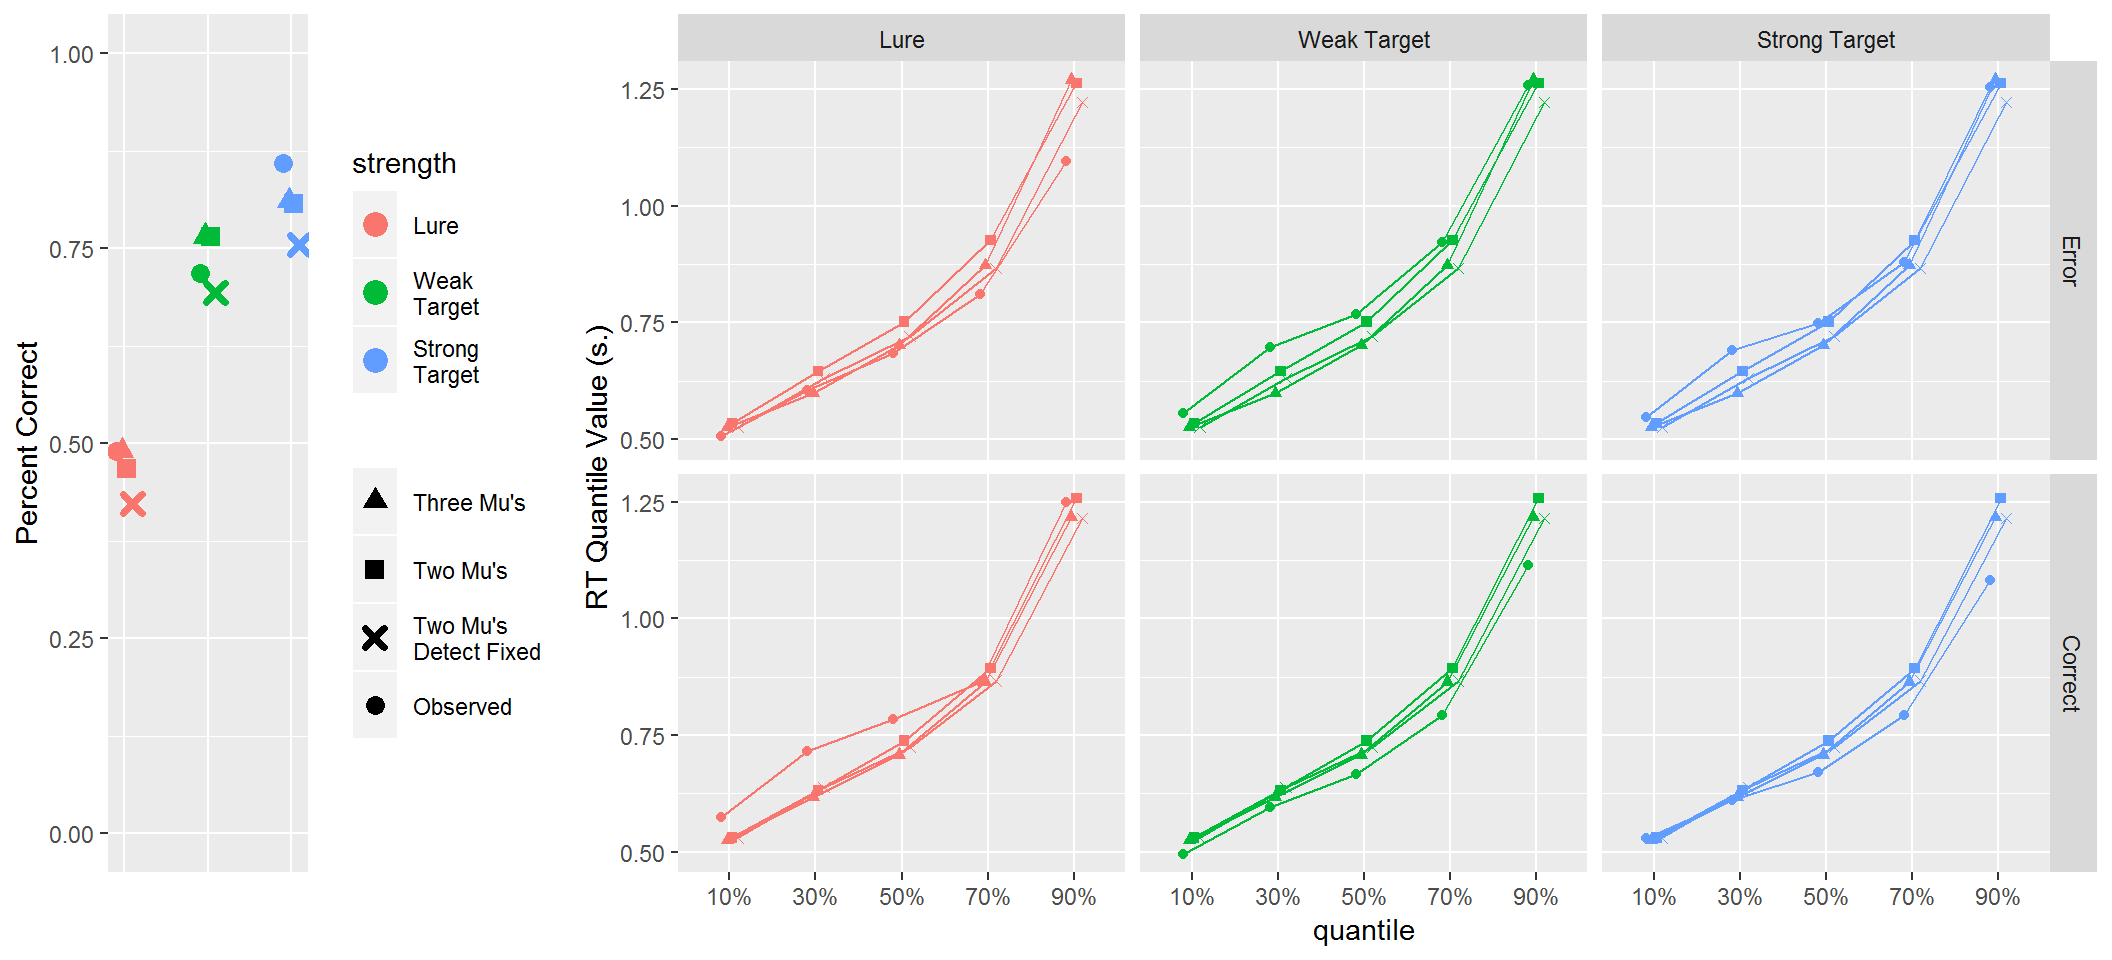 Percent Correct
1.00
0.75
0.50
0.25
0.00
strength
Lure
Weak
Target
Strong
Target
Three Mu's
Two Mu's
Two Mu's
Detect Fixed
Observed
RT Quantile Value (s.)
Lure
Weak Target
Strong Target
1.25
1.00
0.75
0.50
Error
1.25
1.00
0.75
0.50
Correct
10% 30% 50% 70% 90%
10% 30% 50% 70% 90%
10% 30% 50% 70% 90%
quantile